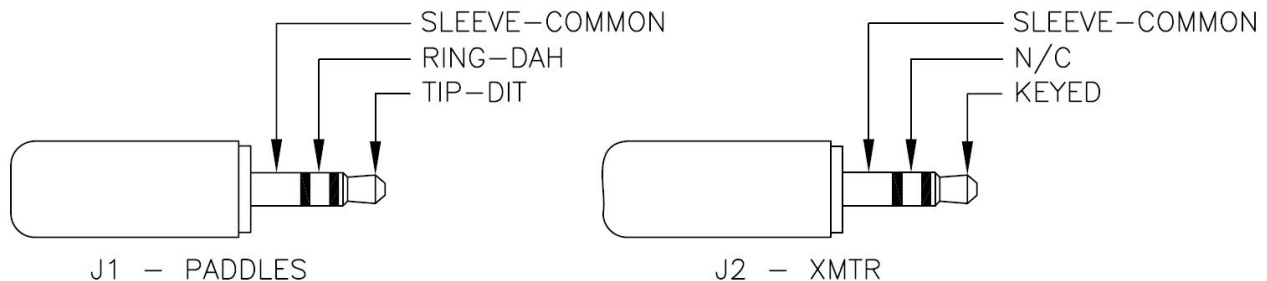 SLEEVE-COMMON
RING-DAH
TIP-DIT
J1 - PADDLES
SLEEVE-COMMON
N/C
KEYED
J2 - XMTR